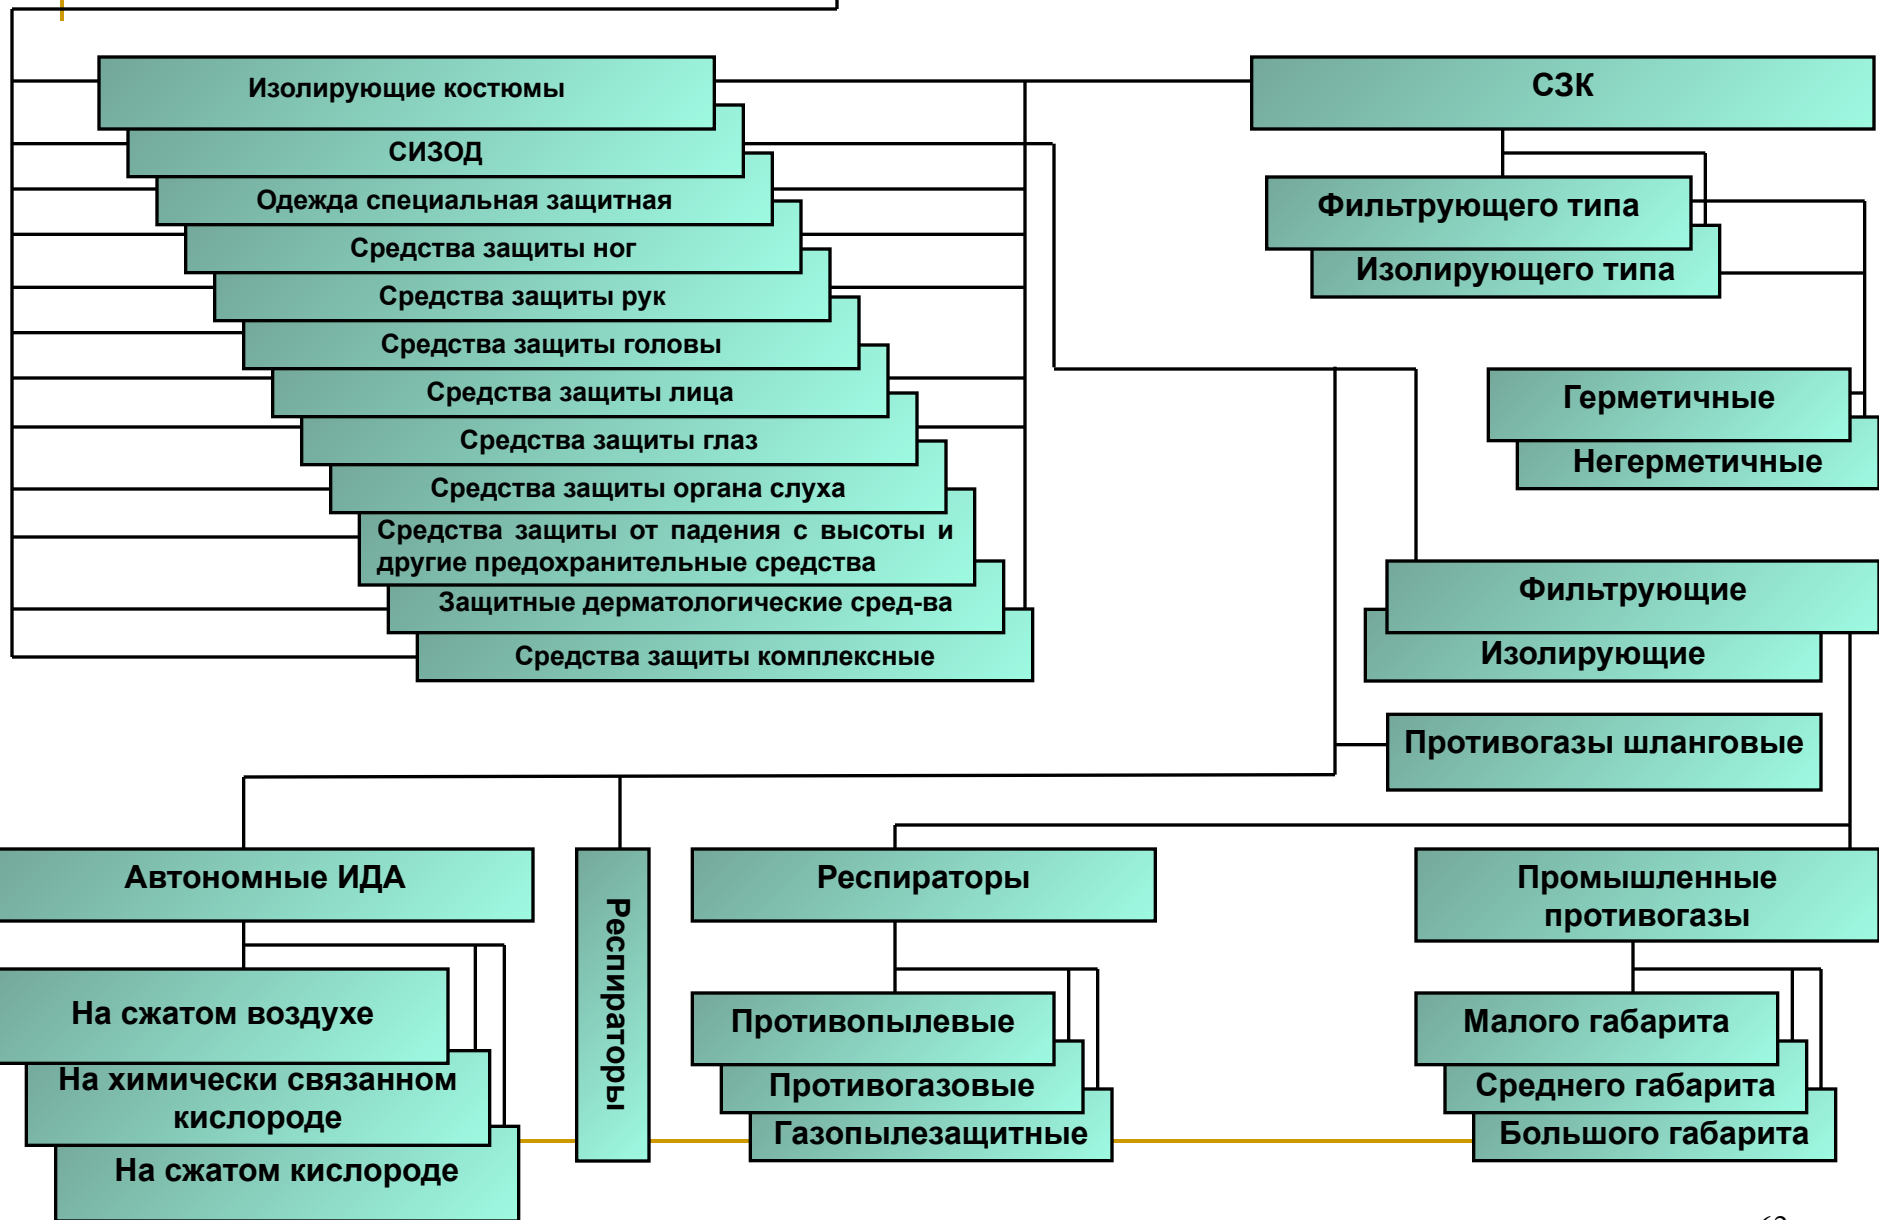 Изолирующие костюмы
СИЗОД
Одежда специальная защитная
Средства защиты ног
Средства защиты рук
Средства защиты головы
Средства защиты лица
Средства защиты глаз
Средства защиты органа слуха
Средства защиты от падения с высоты и
другие предохранительные средства
Защитные дерматологические сред-ва
Средства защиты комплексные
СЗК
Фильтрующего типа
Изолирующего типа
Герметичные
Негерметичные
Фильтрующие
Изолирующие
Противогазы шланговые
Автономные ИДА
На сжатом воздухе
На химически связанном
кислороде
На сжатом кислороде
Респираторы
Респираторы
Противопылевые
Противогазовые
Газопылезащитные
Промышленные
противогазы
Малого габарита
Среднего габарита
Большого габарита